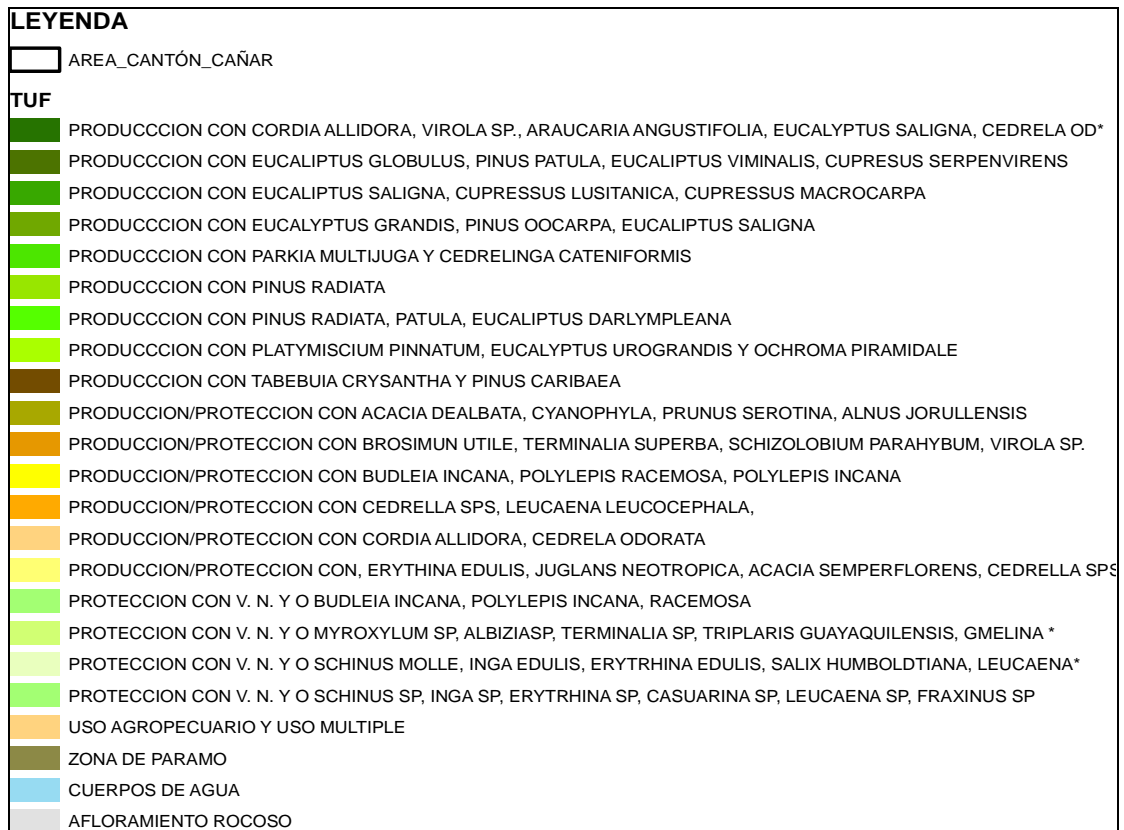 LEYENDA
AREA_CANTÓN_CAÑAR
TUF
PRODUCCCION CON CORDIA ALLIDORA, VIROLA SP., ARAUCARIA ANGUSTIFOLIA, EUCALYPTUS SALIGNA, CEDRELA OD*
PRODUCCCION CON EUCALIPTUS GLOBULUS, PINUS PATULA, EUCALIPTUS VIMINALIS, CUPRESUS SERPENVIRENS
PRODUCCCION CON EUCALIPTUS SALIGNA, CUPRESSUS LUSITANICA, CUPRESSUS MACROCARPA
PRODUCCCION CON EUCALYPTUS GRANDIS, PINUS OOCARPA, EUCALIPTUS SALIGNA
PRODUCCCION CON PARKIA MULTIJUGA Y CEDRELINGA CATENIFORMIS
PRODUCCCION CON PINUS RADIATA
PRODUCCCION CON PINUS RADIATA, PATULA, EUCALIPTUS DARLYMPLEANA
PRODUCCCION CON PLATYMISCIUM PINNATUM, EUCALYPTUS UROGRANDIS Y OCHROMA PIRAMIDALE
PRODUCCCION CON TABEBUIA CRYSANTHA Y PINUS CARIBAEA
PRODUCCION/PROTECCION CON ACACIA DEALBATA, CYANOPHYLA, PRUNUS SEROTINA, ALNUS JORULLENSIS
PRODUCCION/PROTECCION CON BROSIMUN UTILE, TERMINALIA SUPERBA, SCHIZOLOBIUM PARAHYBUM, VIROLA SP.
PRODUCCION/PROTECCION CON BUDLEIA INCANA, POLYLEPIS RACEMOSA, POLYLEPIS INCANA
PRODUCCION/PROTECCION CON CEDRELLA SPS, LEUCAENA LEUCOCEPHALA,
PRODUCCION/PROTECCION CON CORDIA ALLIDORA, CEDRELA ODORATA
PRODUCCION/PROTECCION CON, ERYTHINA EDULIS, JUGLANS NEOTROPICA, ACACIA SEMPERFLORENS, CEDRELLA SPS
PROTECCION CON V. N. Y O BUDLEIA INCANA, POLYLEPIS INCANA, RACEMOSA
PROTECCION CON V. N. Y O MYROXYLUM SP, ALBIZIASP, TERMINALIA SP, TRIPLARIS GUAYAQUILENSIS, GMELINA *
PROTECCION CON V. N. Y O SCHINUS MOLLE, INGA EDULIS, ERYTRHINA EDULIS, SALIX HUMBOLDTIANA, LEUCAENA*
PROTECCION CON V. N. Y O SCHINUS SP, INGA SP, ERYTRHINA SP, CASUARINA SP, LEUCAENA SP, FRAXINUS SP
USO AGROPECUARIO Y USO MULTIPLE
ZONA DE PARAMO
CUERPOS DE AGUA
AFLORAMIENTO ROCOSO